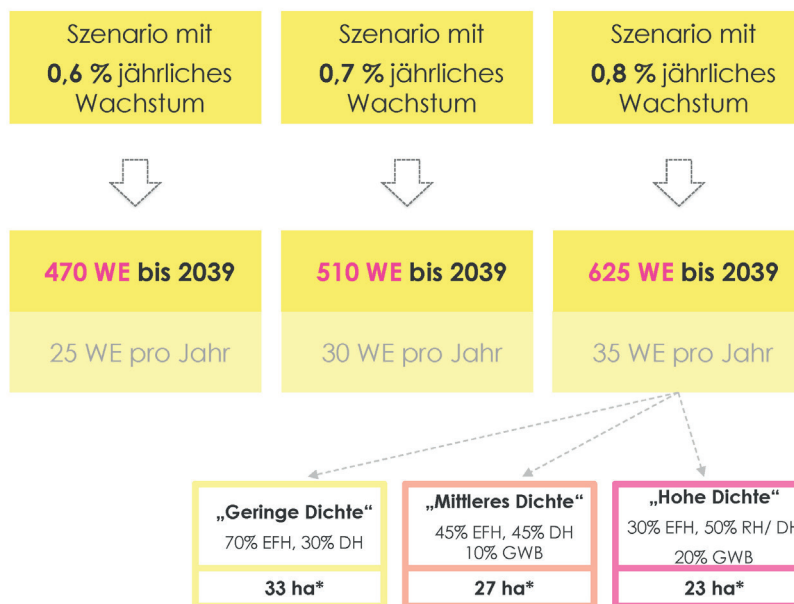 Szenario mit
0,6 % jährliches
Wachstum
Szenario mit
0,7 % jährliches
Wachstum
Szenario mit
0,8 % jährliches
Wachstum
470 WE bis 2039
510 WE bis 2039
625 WE bis 2039
25 WE pro Jahr
30 WE pro Jahr
35 WE pro Jahr
„Geringe Dichte“
70% EFH, 30% DH
33 ha*
„Mittleres Dichte“
45% EFH, 45% DH
10% GWB
27 ha*
„Hohe Dichte“
30% EFH, 50% RH/ DH
20% GWB
23 ha*